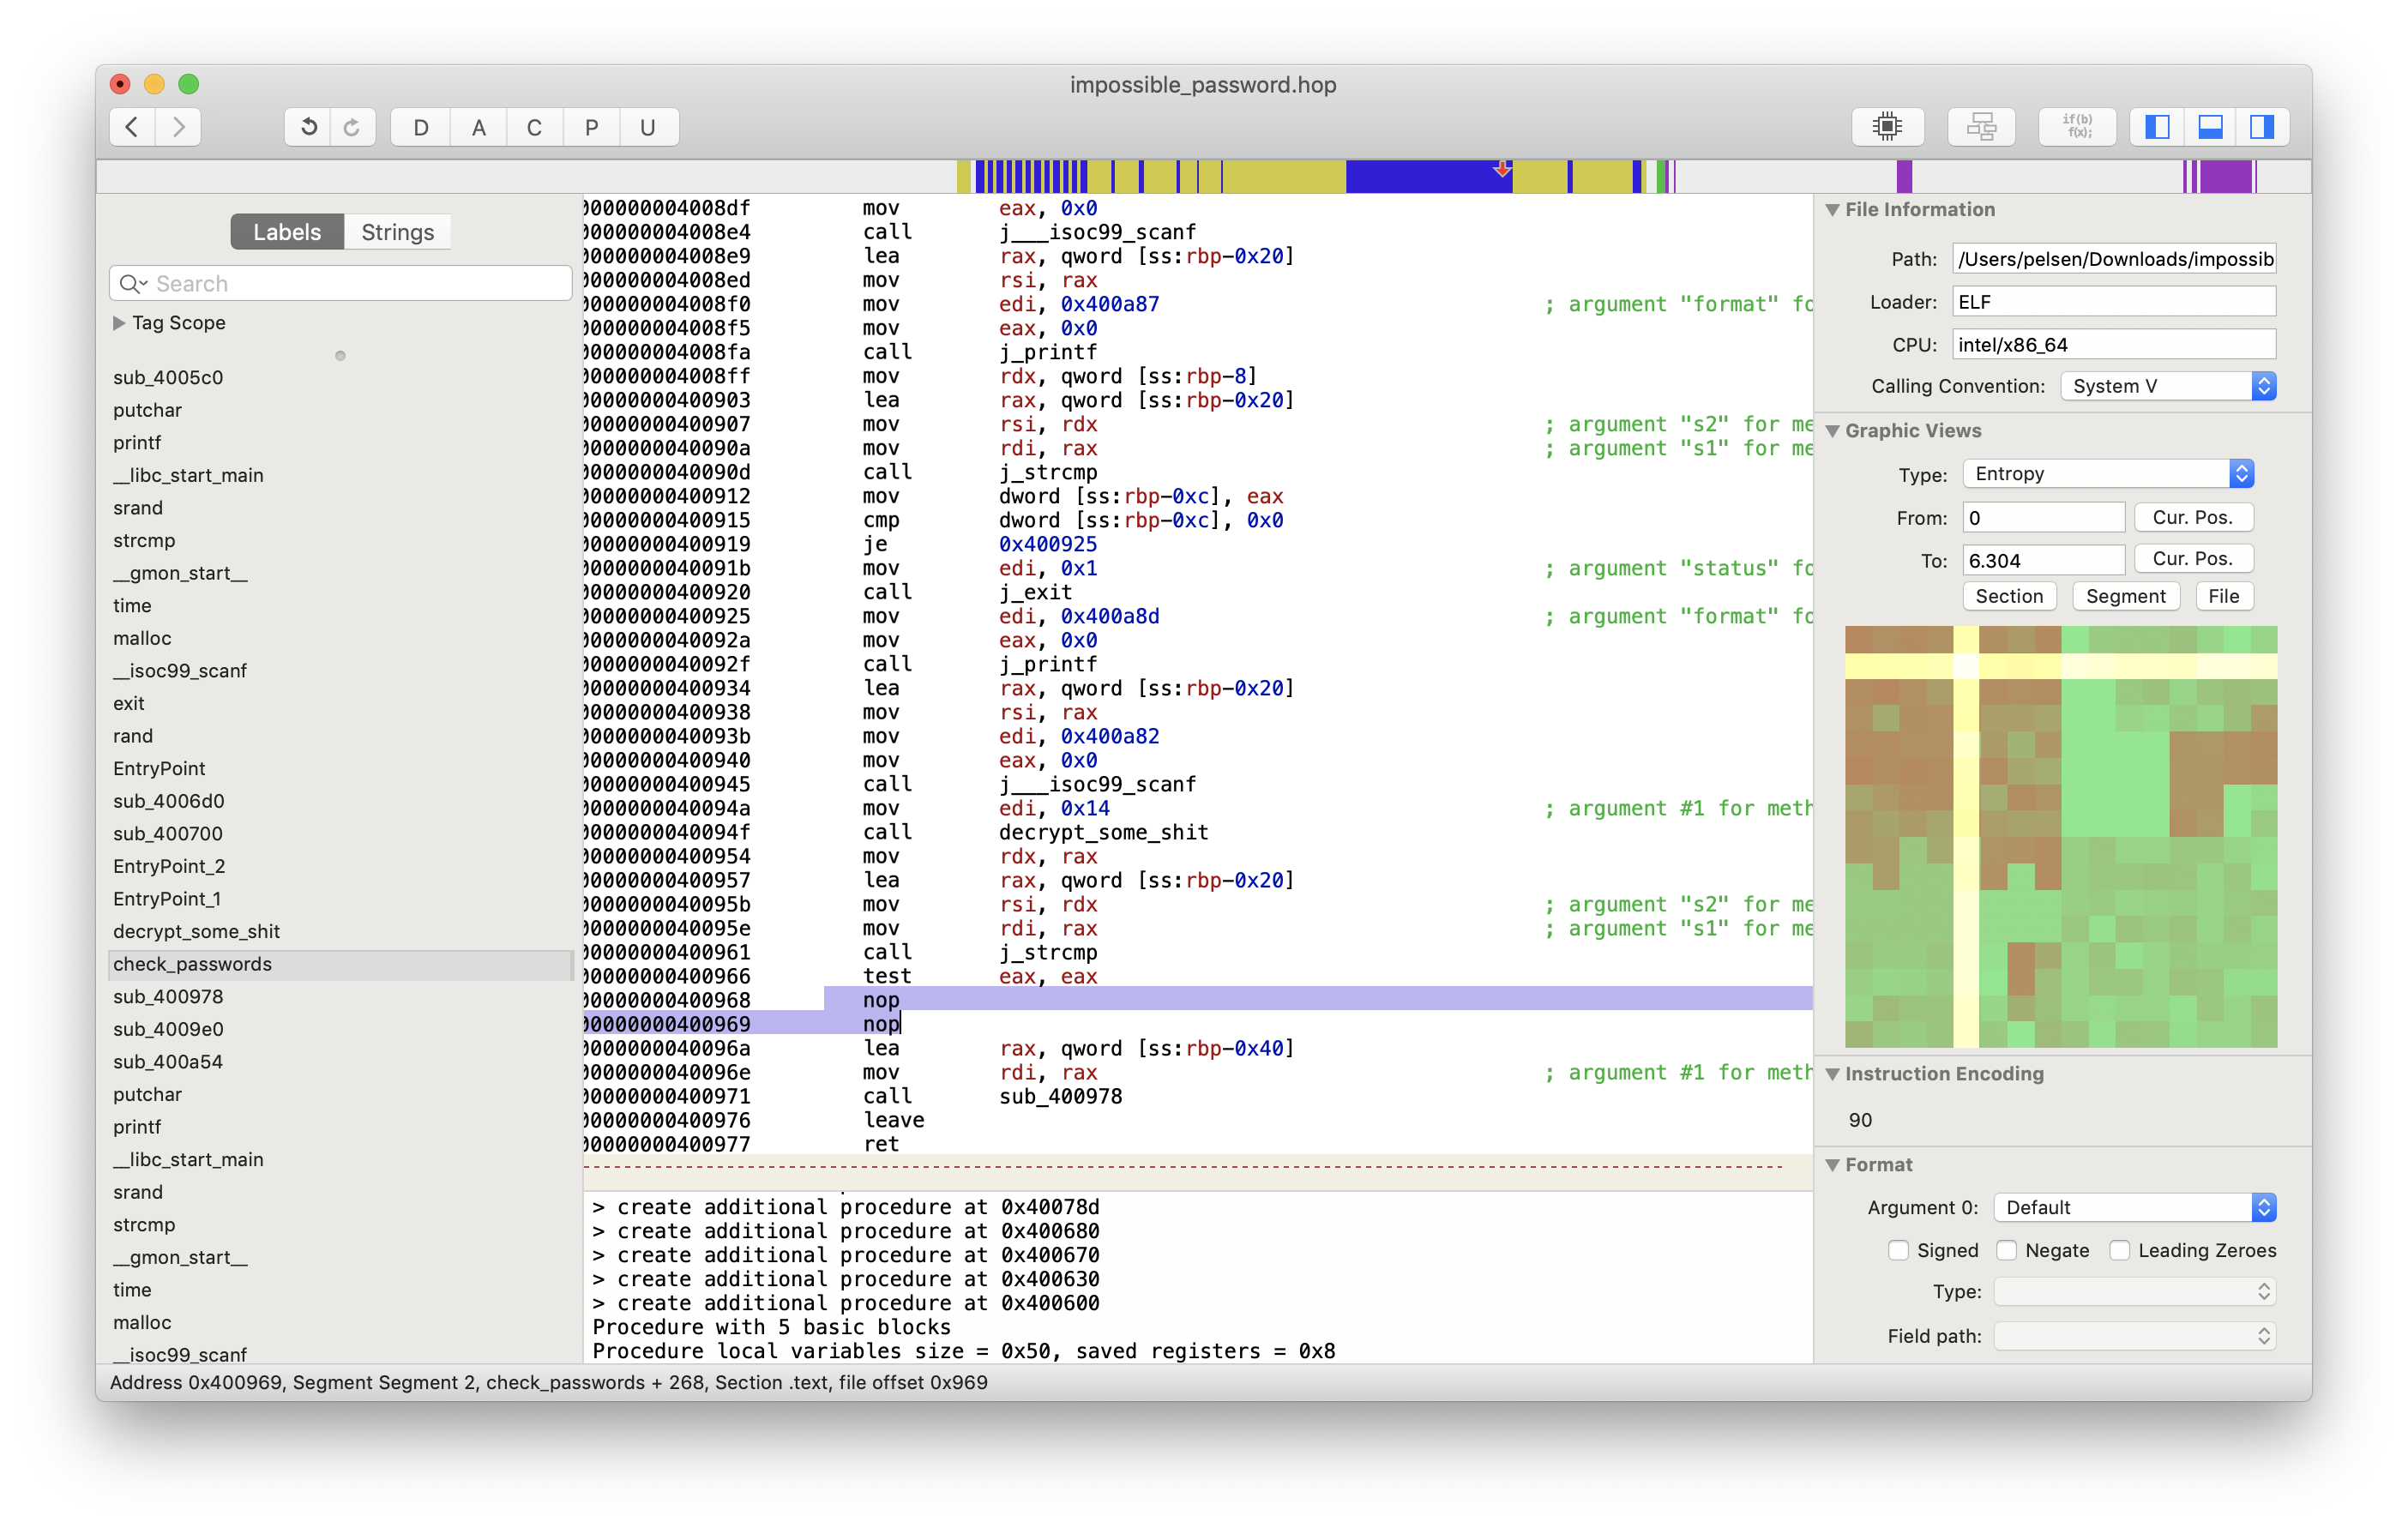 impossible_password.hop
D A C P U
if(b)
f(x);
Labels Strings
Search
Tag Scope
sub_4005c0
putchar
printf
__libc_start_main
srand
strcmp
__gmon_start__
time
malloc
__isoc99_scanf
exit
rand
EntryPoint
sub_4006d0
sub_400700
EntryPoint_2
EntryPoint_1
decrypt_some_shit
check_passwords
sub_400978
sub_4009e0
sub_400a54
putchar
printf
__libc_start_main
srand
strcmp
__gmon_start__
time
malloc
__isoc99_scanf
000000004008df mov eax, 0x0
000000004008e4 call j___isoc99_scanf
000000004008e9 lea rax, qword [ss:rbp-0x20]
000000004008ed mov rsi, rax
000000004008f0 mov edi, 0x400a87 ; argument "format" fo
000000004008f5 mov eax, 0x0
000000004008fa call j_printf
000000004008ff mov rdx, qword [ss:rbp-8]
00000000400903 lea rax, qword [ss:rbp-0x20]
00000000400907 mov rsi, rdx ; argument "s2" for me
0000000040090a mov rdi, rax ; argument "s1" for me
0000000040090d call j_strcmp
00000000400912 mov dword [ss:rbp-0xc], eax
00000000400915 cmp dword [ss:rbp-0xc], 0x0
00000000400919 je 0x400925
0000000040091b mov edi, 0x1 ; argument "status" fo
00000000400920 call j_exit
00000000400925 mov edi, 0x400a8d ; argument "format" fo
0000000040092a mov eax, 0x0
0000000040092f call j_printf
00000000400934 lea rax, qword [ss:rbp-0x20]
00000000400938 mov rsi, rax
0000000040093b mov edi, 0x400a82
00000000400940 mov eax, 0x0
00000000400945 call j___isoc99_scanf
0000000040094a mov edi, 0x14 ; argument #1 for meth
0000000040094f call decrypt_some_shit
00000000400954 mov rdx, rax
00000000400957 lea rax, qword [ss:rbp-0x20]
0000000040095b mov rsi, rdx ; argument "s2" for me
0000000040095e mov rdi, rax ; argument "s1" for me
00000000400961 call j_strcmp
00000000400966 test eax, eax
00000000400968 nop
00000000400969 nop
0000000040096a lea rax, qword [ss:rbp-0x40]
0000000040096e mov rdi, rax ; argument #1 for meth
00000000400971 call sub_400978
00000000400976 leave
00000000400977 ret
> create additional procedure at 0x40078d
> create additional procedure at 0x400680
> create additional procedure at 0x400670
> create additional procedure at 0x400630
> create additional procedure at 0x400600
Procedure with 5 basic blocks
Procedure local variables size = 0x50, saved registers = 0x8
File Information
Path: /Users/pelsen/Downloads/impossib
Loader: ELF
CPU: intel/x86_64
Calling Convention: System V
Graphic Views
Type: Entropy
From: 0 Cur. Pos.
To: 6.304 Cur. Pos.
Section Segment File
Instruction Encoding
90
Format
Argument 0: Default
Signed Negate Leading Zeroes
Type:
Field path:
Address 0x400969, Segment Segment 2, check_passwords + 268, Section .text, file offset 0x969